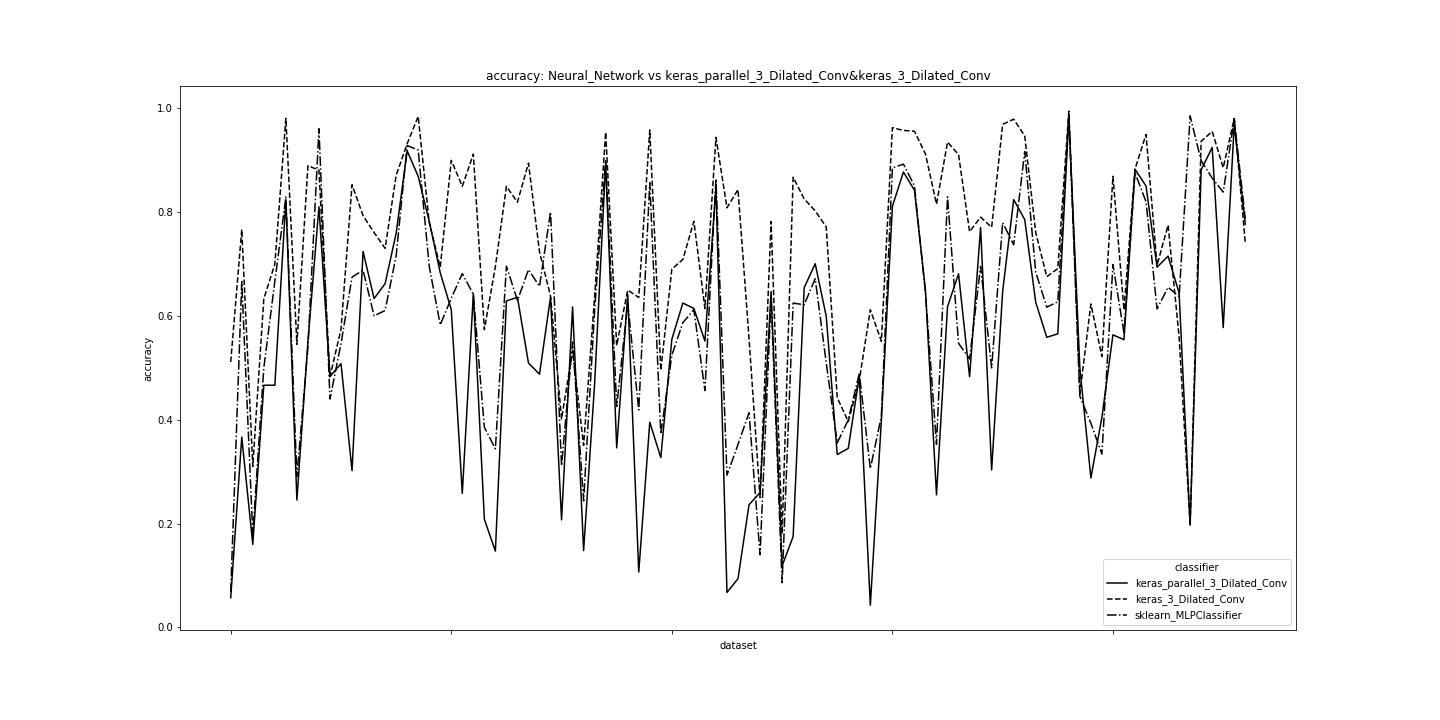 accuracy: Neural_Network vs keras_parallel_3_Dilated_Conv&keras_3_Dilated_Conv
1.0
0.8
0.6
0.4
0.2
0.0
accuracy
dataset
classifier
keras_parallel_3_Dilated_Conv
keras_3_Dilated_Conv
sklearn_MLPClassifier